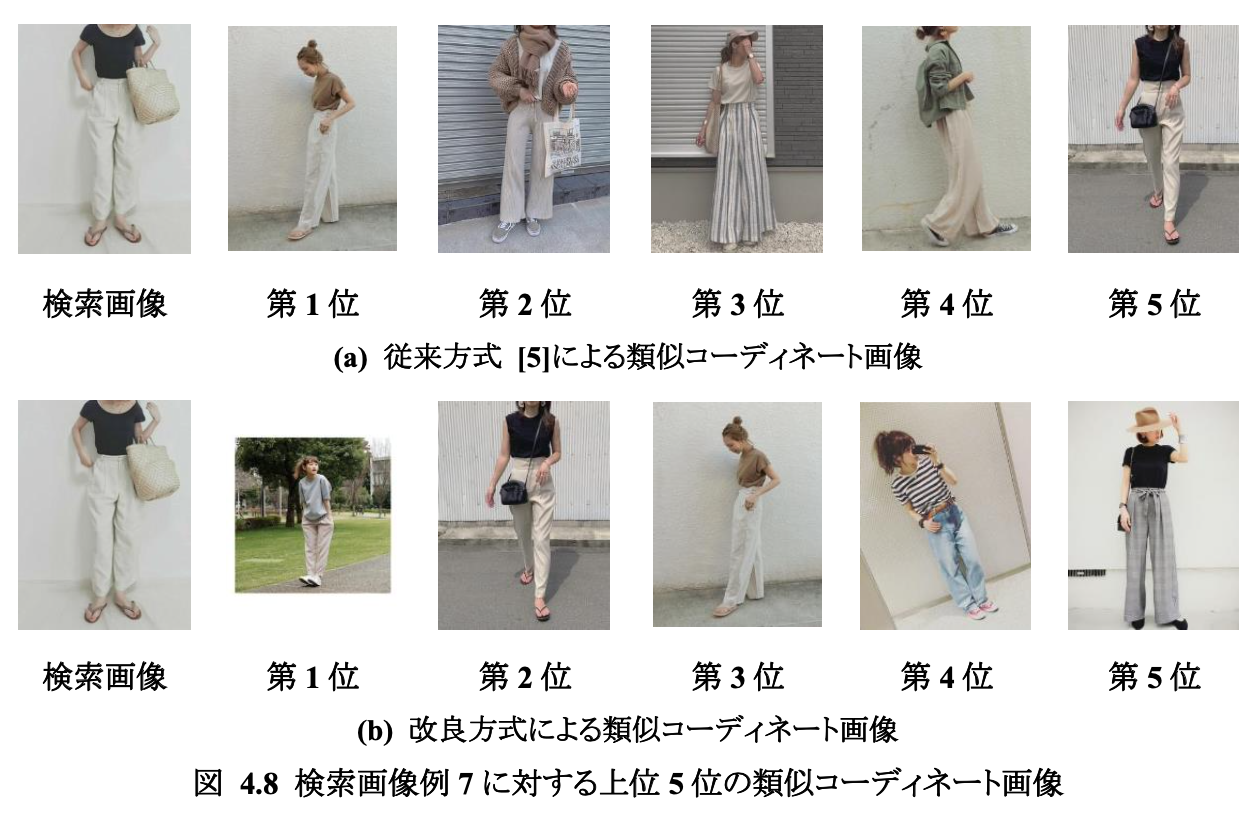 検索画像 第 1 位 第 2 位 第 3 位 第 4 位 第 5 位
(a) 従来方式 [5]による類似コーディネート画像
検索画像 第 1 位 第 2 位 第 3 位 第 4 位 第 5 位
(b) 改良方式による類似コーディネート画像
図 4.8 検索画像例 7 に対する上位 5 位の類似コーディネート画像